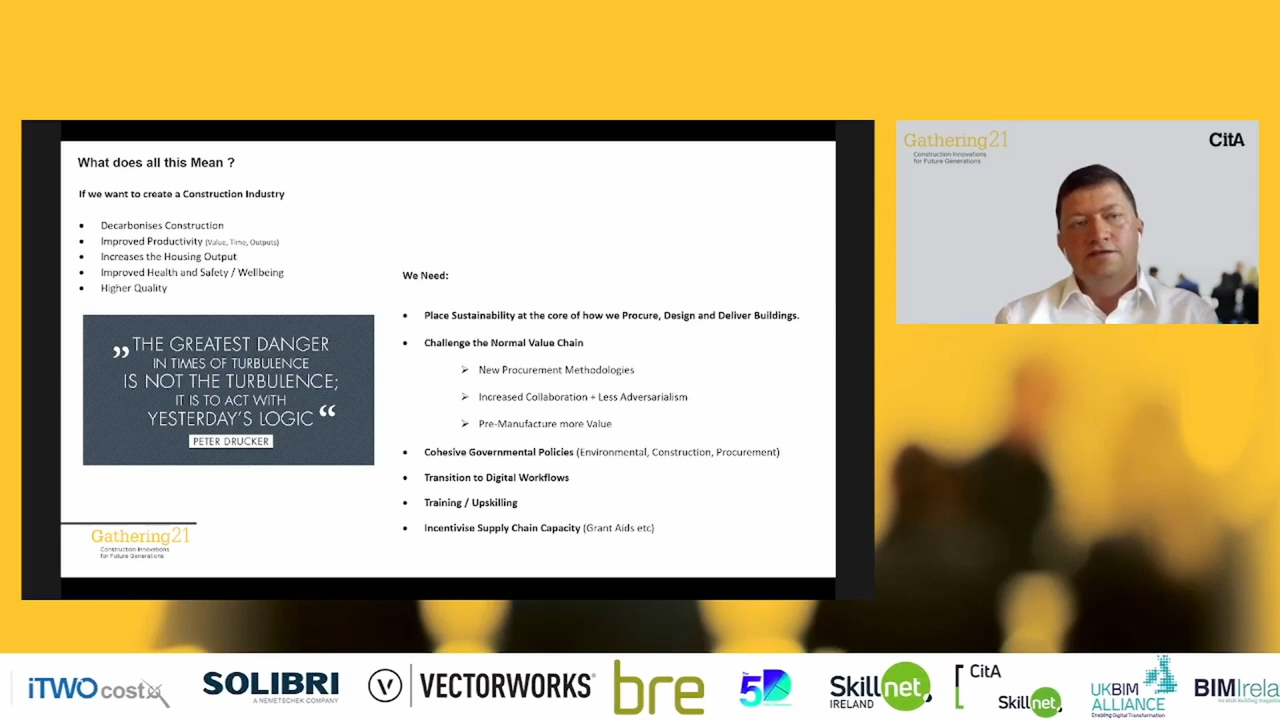 What does all this Mean ?
If we want to create a Construction Industry
• Decarbonises Construction
• Improved Productivity (Value, Time, Outputs)
• Increases the Housing Output
• Improved Health and Safety / Wellbeing
• Higher Quality
„ THE GREATEST DANGER
IN TIMES OF TURBULENCE
IS NOT THE TURBULENCE;
IT IS TO ACT WITH
YESTERDAY'S LOGIC “
PETER DRUCKER
Gathering21
Construction Innovations
for Future Generations
We Need:
• Place Sustainability at the core of how we Procure, Design and Deliver Buildings.
• Challenge the Normal Value Chain
➢ New Procurement Methodologies
➢ Increased Collaboration + Less Adversarialism
➢ Pre-Manufacture more Value
• Cohesive Governmental Policies (Environmental, Construction, Procurement)
• Transition to Digital Workflows
• Training / Upskilling
• Incentivise Supply Chain Capacity (Grant Aids etc)
Gathering21
Construction Innovations
for Future Generations
CitA
iTWO costx
SOLIBRI
A NEMETSCHEK COMPANY
V VECTORWORKS
bre
5D
Skillnet
IRELAND
CitA
Skillnet
UKBIM
ALLIANCE
Enabling Digital Transformation
BIMIrela